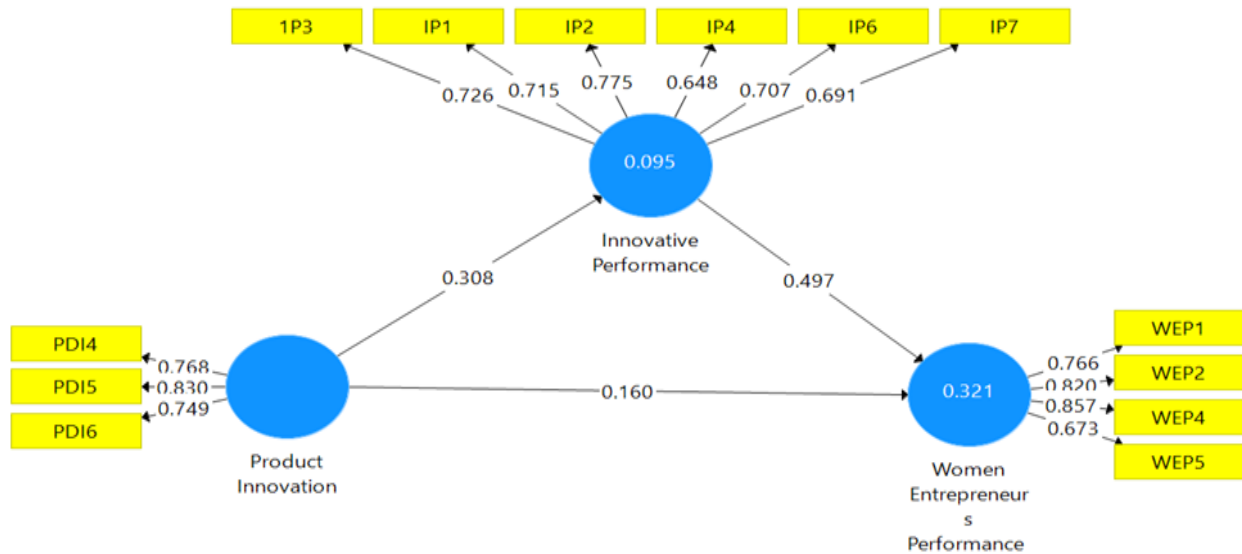 1P3
IP1
IP2
IP4
IP6
IP7
0.726
0.715
0.775
0.648
0.707
0.691
0.095
Innovative
Performance
0.308
0.497
PDI4
PDI5
PDI6
0.768
0.830
0.749
0.160
Product
Innovation
0.321
0.766
0.820
0.857
0.673
WEP1
WEP2
WEP4
WEP5
Women
Entrepreneur
s
Performance